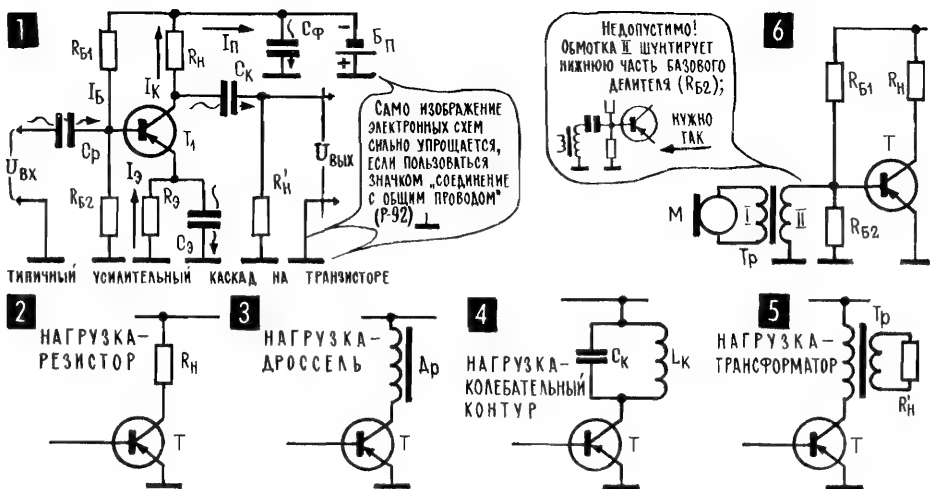 1
RБ1
IБ
IК
RН
IП
CФ
БП
CК
UВХ
CР
T1
IЭ
RБ2
RЭ
CЭ
R'Н
UВЫХ
САМО ИЗОБРАЖЕНИЕ
ЭЛЕКТРОННЫХ СХЕМ
СИЛЬНО УПРОЩАЕТСЯ,
ЕСЛИ ПОЛЬЗОВАТЬСЯ
ЗНАЧКОМ „СОЕДИНЕНИЕ
С ОБЩИМ ПРОВОДОМ"
(Р-92)
ТИПИЧНЫЙ УСИЛИТЕЛЬНЫЙ КАСКАД НА ТРАНЗИСТОРЕ
6
НЕДОПУСТИМО!
ОБМОТКА II ШУНТИРУЕТ
НИЖНЮЮ ЧАСТЬ БАЗОВОГО
ДЕЛИТЕЛЯ (RБ2);
НУЖНО
ТАК
RБ1
RН
T
М
I
II
Тр
RБ2
2
НАГРУЗКА-
РЕЗИСТОР
RН
T
3
НАГРУЗКА-
ДРОССЕЛЬ
Др
T
4
НАГРУЗКА-
КОЛЕБАТЕЛЬНЫЙ
КОНТУР
CК
LК
T
5
НАГРУЗКА-
ТРАНСФОРМАТОР
Тр
R'Н
T